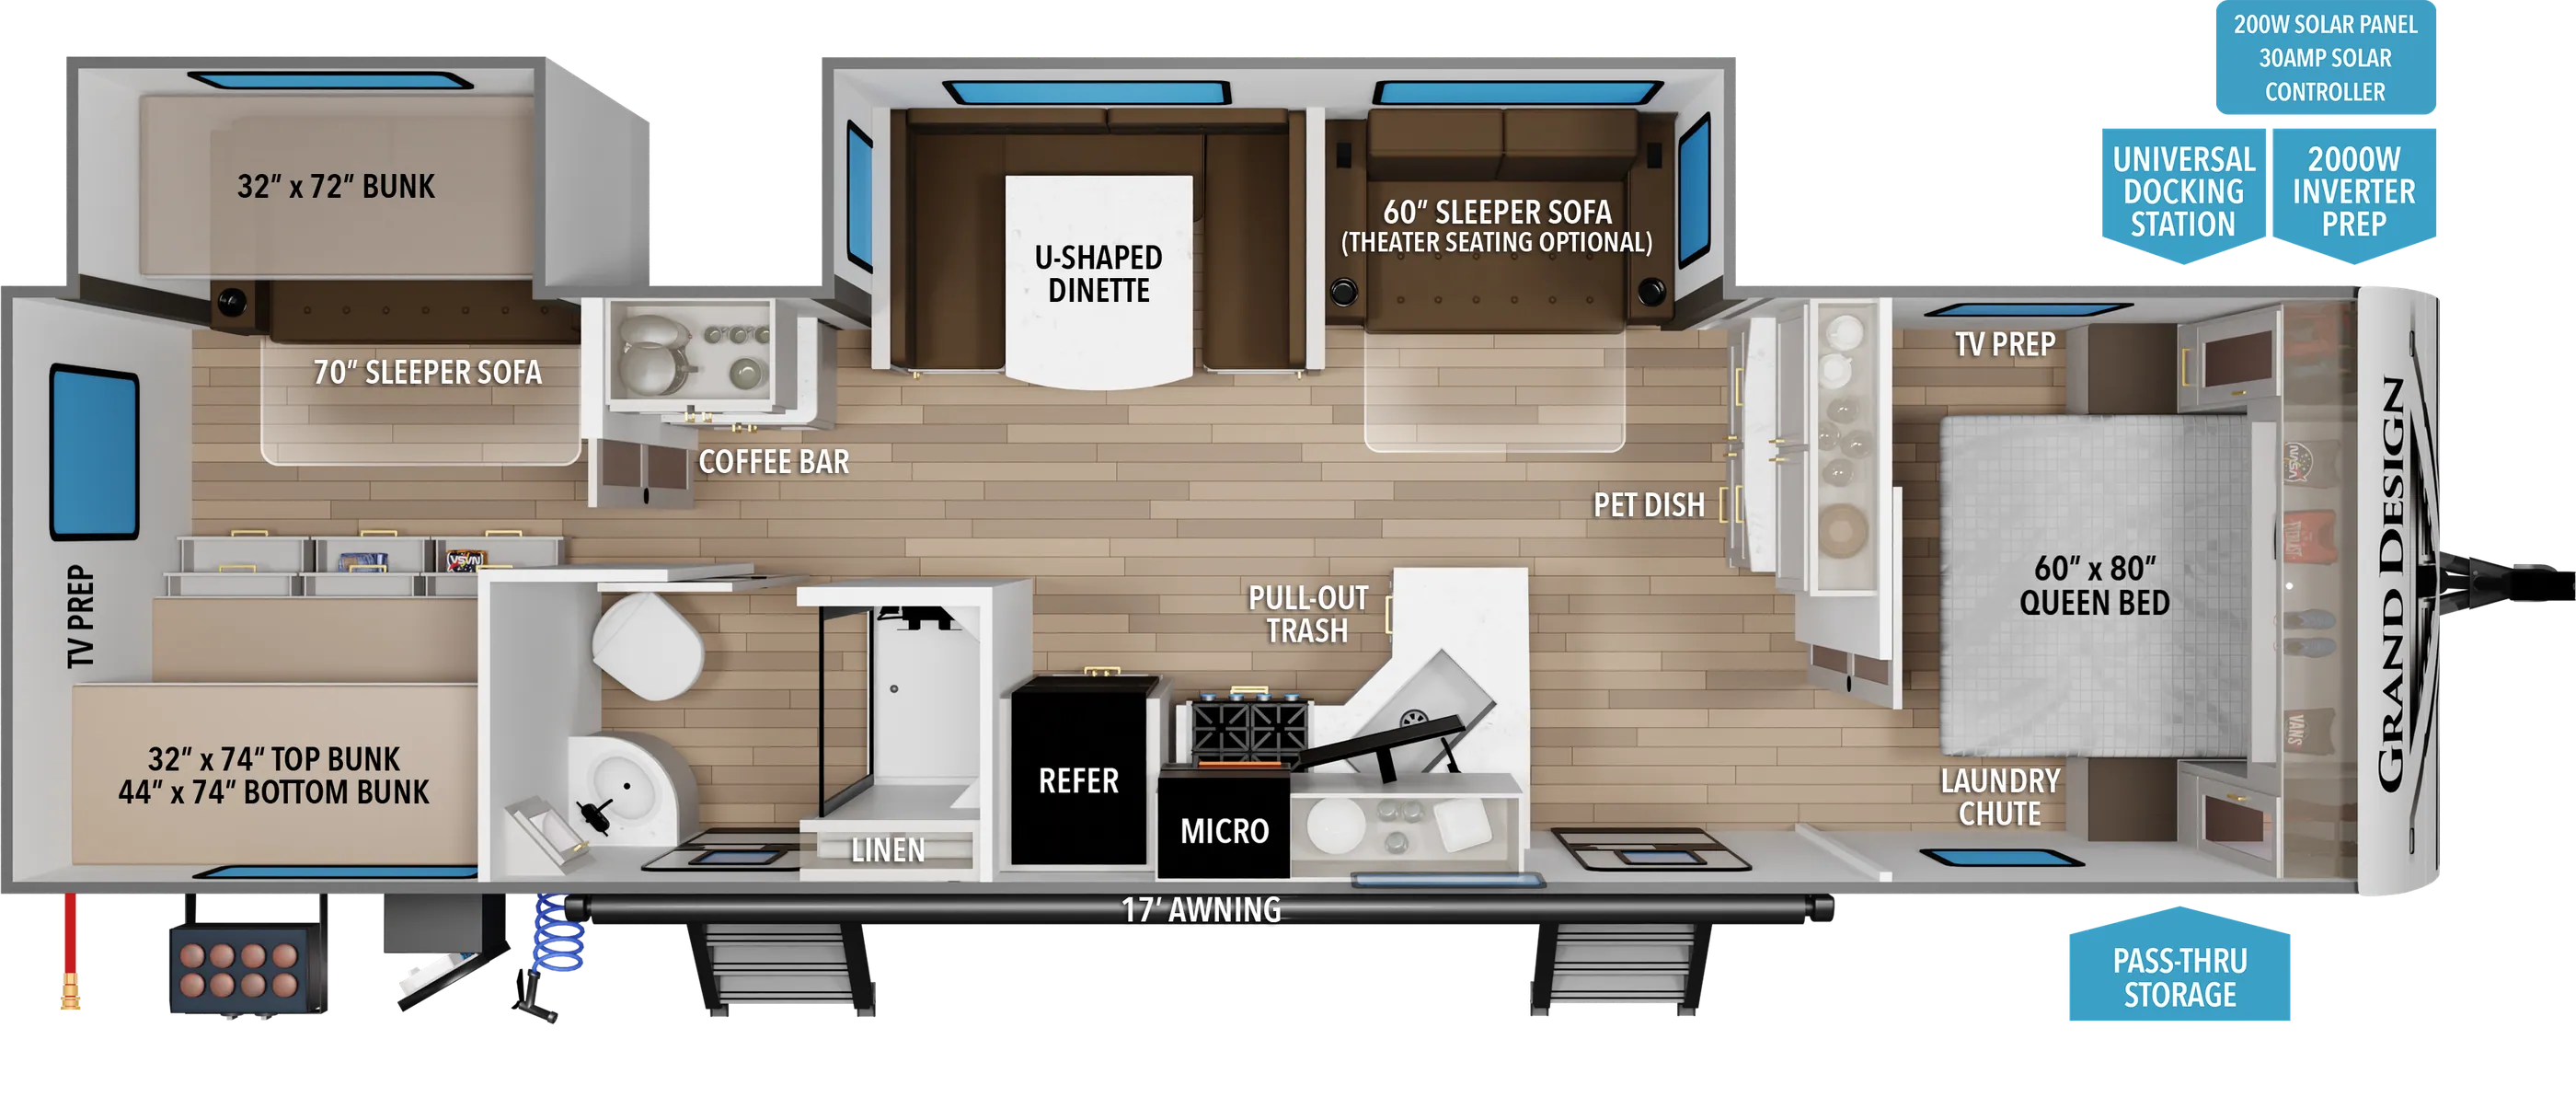 200W SOLAR PANEL
30AMP SOLAR
CONTROLLER
UNIVERSAL
DOCKING
STATION
2000W
INVERTER
PREP
32" x 72" BUNK
70" SLEEPER SOFA
COFFEE BAR
U-SHAPED
DINETTE
60" SLEEPER SOFA
(THEATER SEATING OPTIONAL)
PET DISH
TV PREP
60" x 80"
QUEEN BED
GRAND DESIGN
TV PREP
32" x 74" TOP BUNK
44" x 74" BOTTOM BUNK
NASA
LINEN
REFER
MICRO
PULL-OUT
TRASH
LAUNDRY
CHUTE
NASA
VANS
17' AWNING
PASS-THRU
STORAGE